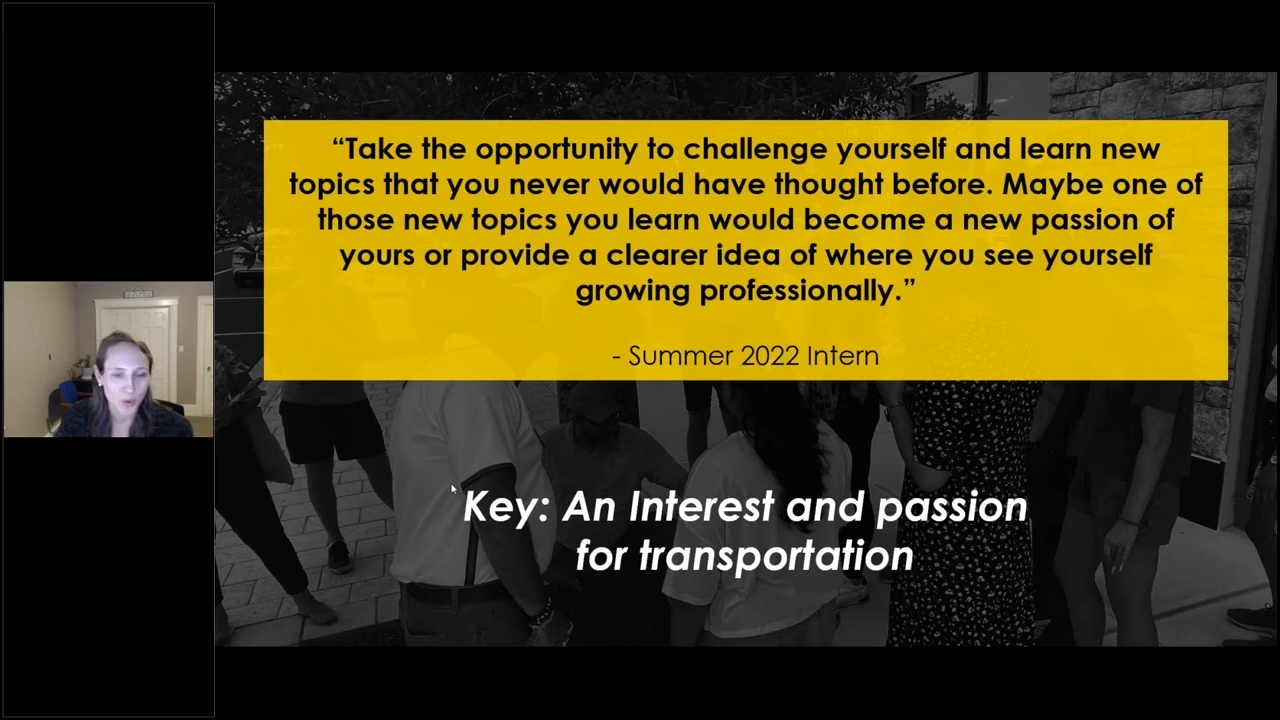 “Take the opportunity to challenge yourself and learn new
topics that you never would have thought before. Maybe one of
those new topics you learn would become a new passion of
yours or provide a clearer idea of where you see yourself
growing professionally.”
- Summer 2022 Intern
Key: An Interest and passion
for transportation